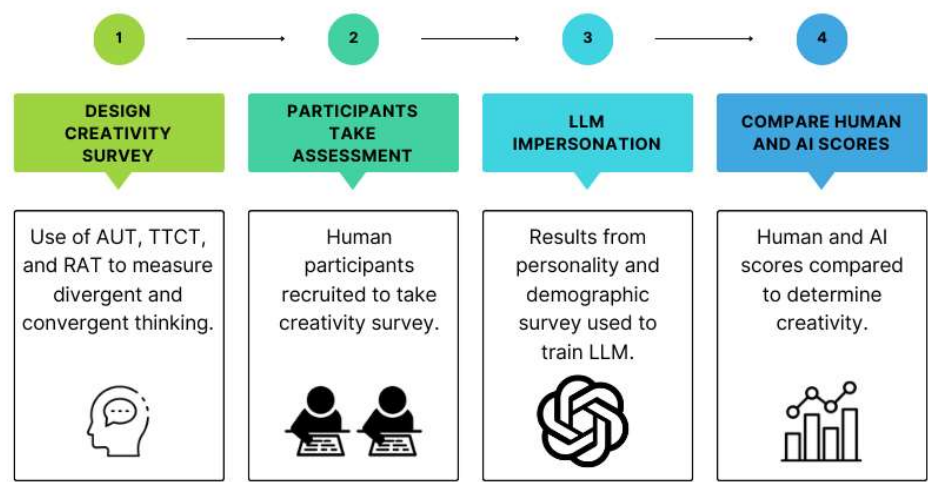 1
2
3
4
DESIGN
CREATIVITY
SURVEY
PARTICIPANTS
TAKE
ASSESSMENT
LLM
IMPERSONATION
COMPARE HUMAN
AND AI SCORES
Use of AUT, TTCT,
and RAT to measure
divergent and
convergent thinking.
Human
participants
recruited to take
creativity survey.
Results from
personality and
demographic
survey used to
train LLM.
Human and AI
scores compared
to determine
creativity.